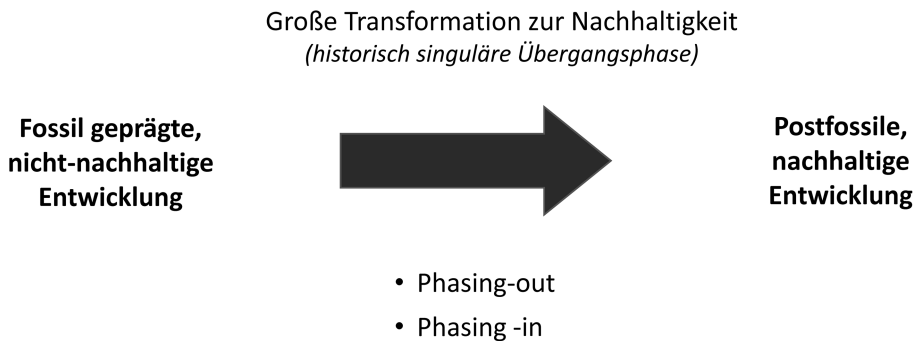 Große Transformation zur Nachhaltigkeit
(historisch singuläre Übergangsphase)
Fossil geprägte,
nicht-nachhaltige
Entwicklung
Postfossile,
nachhaltige
Entwicklung
• Phasing-out
• Phasing -in